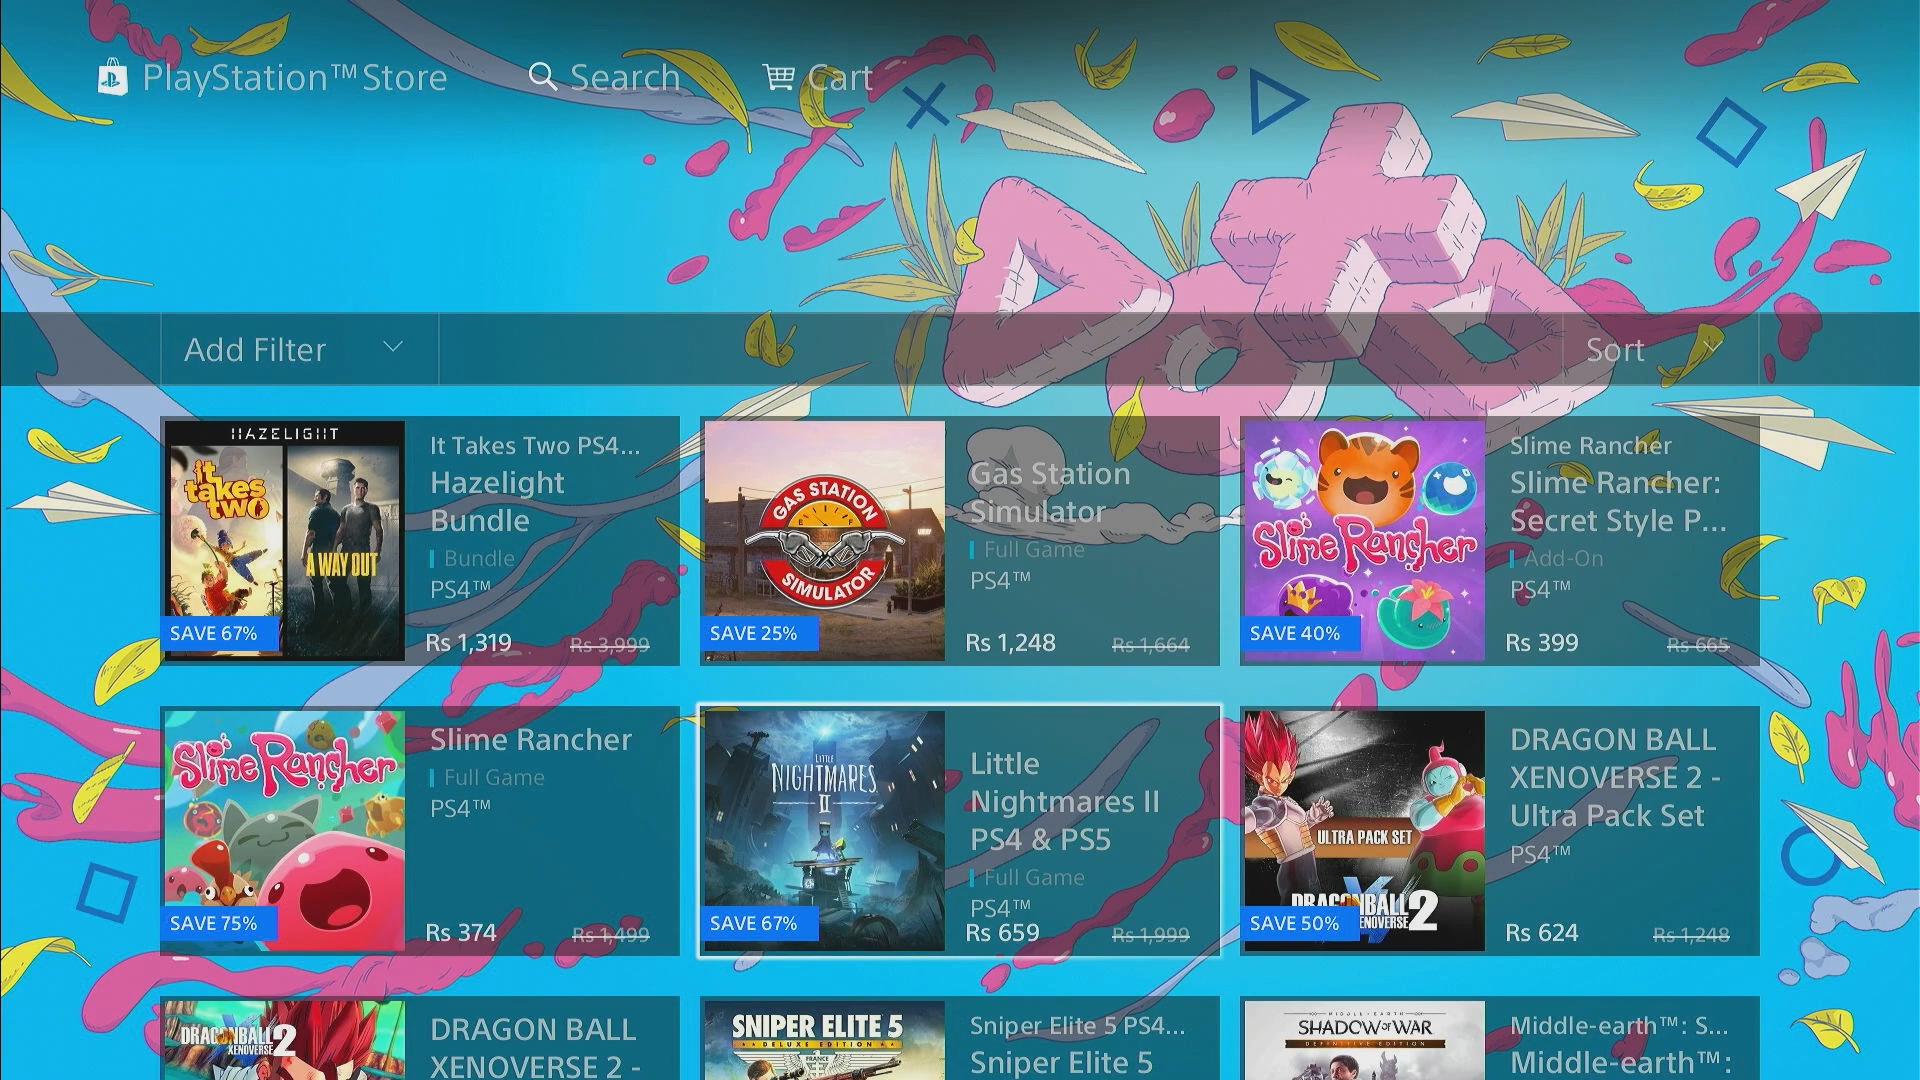 PlayStation™Store
Search
Cart
Add Filter
Sort
HAZELIGHT
it
takes
two
A WAY OUT
SAVE 67%
It Takes Two PS4...
Hazelight
Bundle
Bundle
PS4™
Rs 1,319
Rs 3,999
GAS STATION
E F
SIMULATOR
SAVE 25%
Gas Station
Simulator
Full Game
PS4™
Rs 1,248
Rs 1,664
Slime Rancher
SAVE 40%
Slime Rancher
Slime Rancher:
Secret Style P...
Add-On
PS4™
Rs 399
Rs 665
Slime Rancher
SAVE 75%
Slime Rancher
Full Game
PS4™
Rs 374
Rs 1,499
LITTLE
NIGHTMARES
II
SAVE 67%
Little
Nightmares II
PS4 & PS5
Full Game
PS4™
Rs 659
Rs 1,999
ULTRA PACK SET
DRAGONBALL
XENOVERSE 2
SAVE 50%
DRAGON BALL
XENOVERSE 2 -
Ultra Pack Set
PS4™
Rs 624
Rs 1,248
DRAGONBALL
XENOVERSE 2
DRAGON BALL
XENOVERSE 2 -
SNIPER ELITE 5
DELUXE EDITION
FRANCE
Sniper Elite 5 PS4...
Sniper Elite 5
MIDDLE-EARTH
SHADOW OF WAR
DEFINITIVE EDITION
Middle-earth™: S...
Middle-earth™: